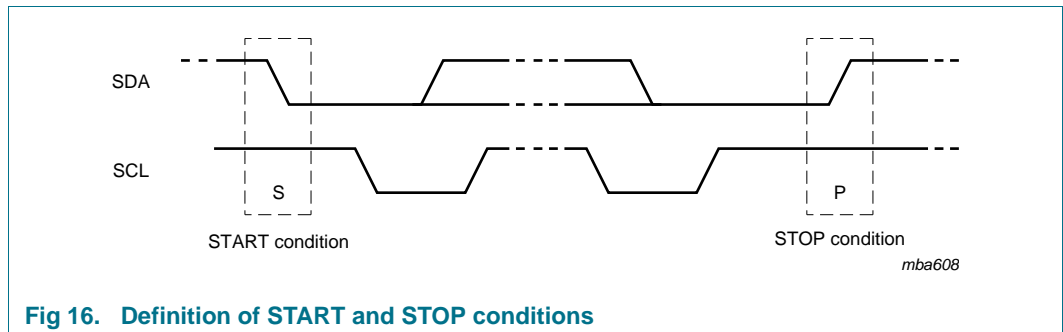 SDA
SCL
S
P
START condition
STOP condition
mba608
Fig 16. Definition of START and STOP conditions